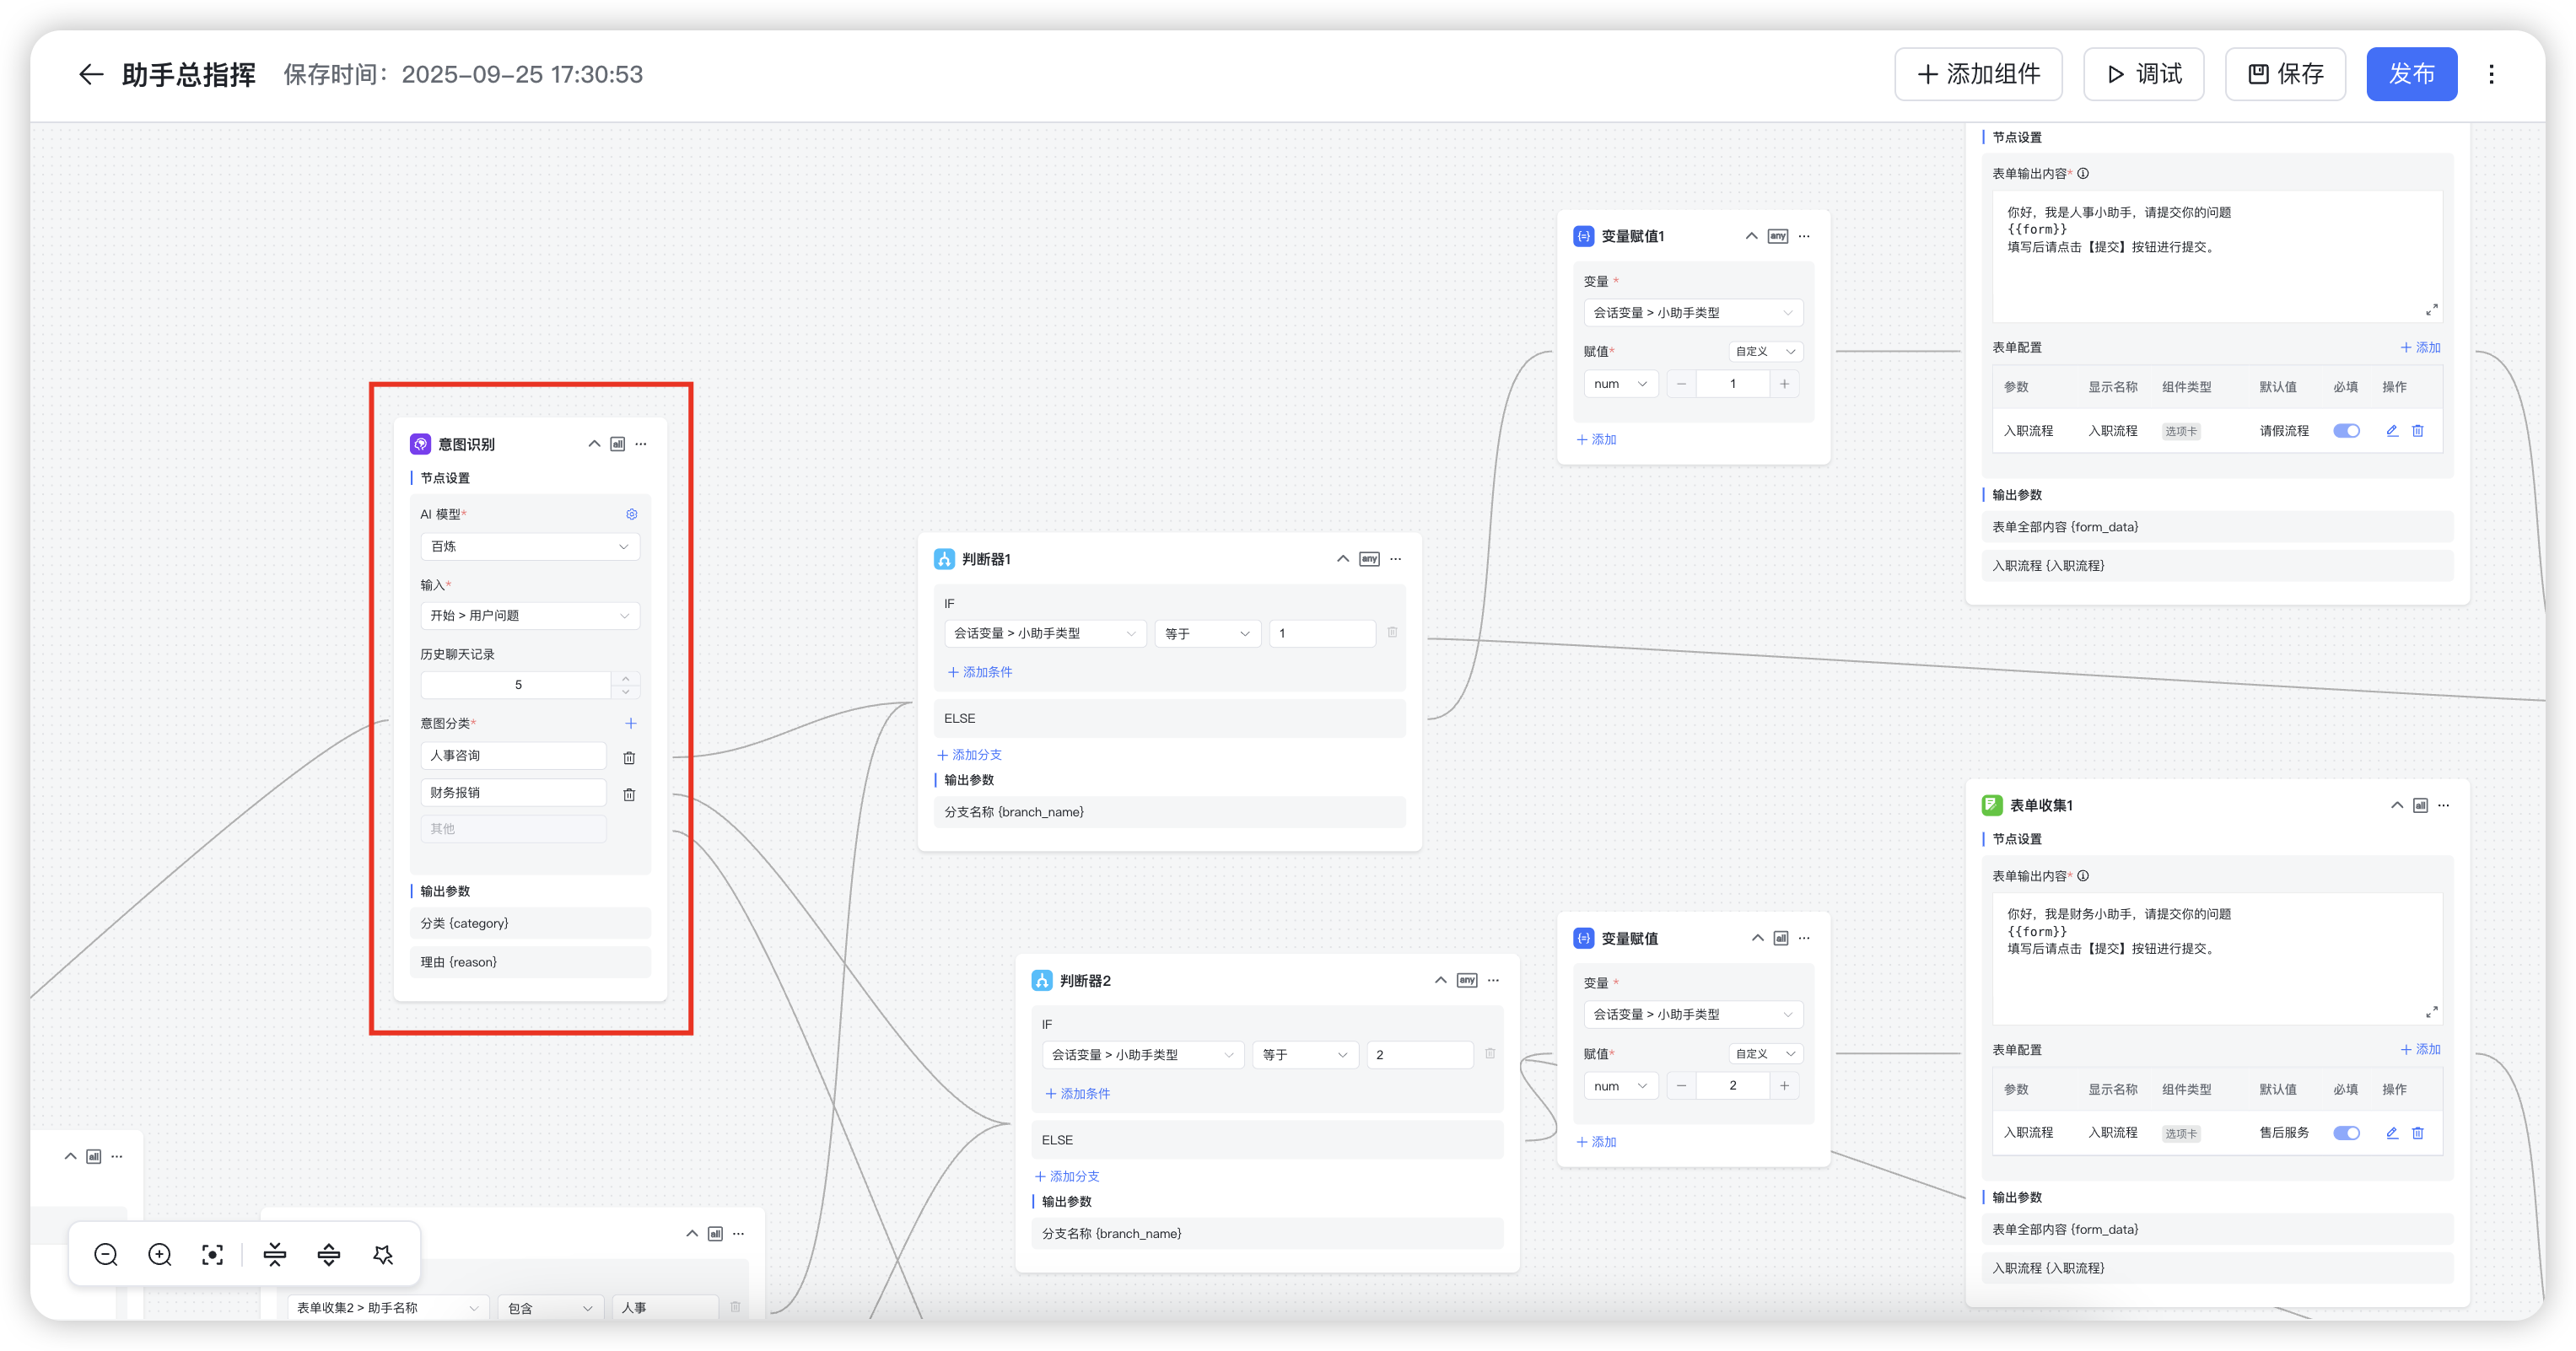 助手总指挥 保存时间：2025-09-25 17:30:53 添加组件 调试 保存 发布
意图识别 all
节点设置
AI 模型*
百炼
输入*
开始 > 用户问题
历史聊天记录
5
意图分类*
人事咨询
财务报销
其他
输出参数
分类 {category}
理由 {reason}
判断器1 any
IF
会话变量 > 小助手类型 等于 1
添加条件
ELSE
添加分支
输出参数
分支名称 {branch_name}
判断器2 any
IF
会话变量 > 小助手类型 等于 2
添加条件
ELSE
添加分支
输出参数
分支名称 {branch_name}
变量赋值1 any
变量 *
会话变量 > 小助手类型
赋值* 自定义
num 1
添加
变量赋值 all
变量 *
会话变量 > 小助手类型
赋值* 自定义
num 2
添加
节点设置
表单输出内容*
你好，我是人事小助手，请提交你的问题
{{form}}
填写后请点击【提交】按钮进行提交。
表单配置 添加
参数 显示名称 组件类型 默认值 必填 操作
入职流程 入职流程 选项卡 请假流程
输出参数
表单全部内容 {form_data}
入职流程 {入职流程}
表单收集1 all
节点设置
表单输出内容*
你好，我是财务小助手，请提交你的问题
{{form}}
填写后请点击【提交】按钮进行提交。
表单配置 添加
参数 显示名称 组件类型 默认值 必填 操作
入职流程 入职流程 选项卡 售后服务
输出参数
表单全部内容 {form_data}
入职流程 {入职流程}
all
all
表单收集2 > 助手名称 包含 人事